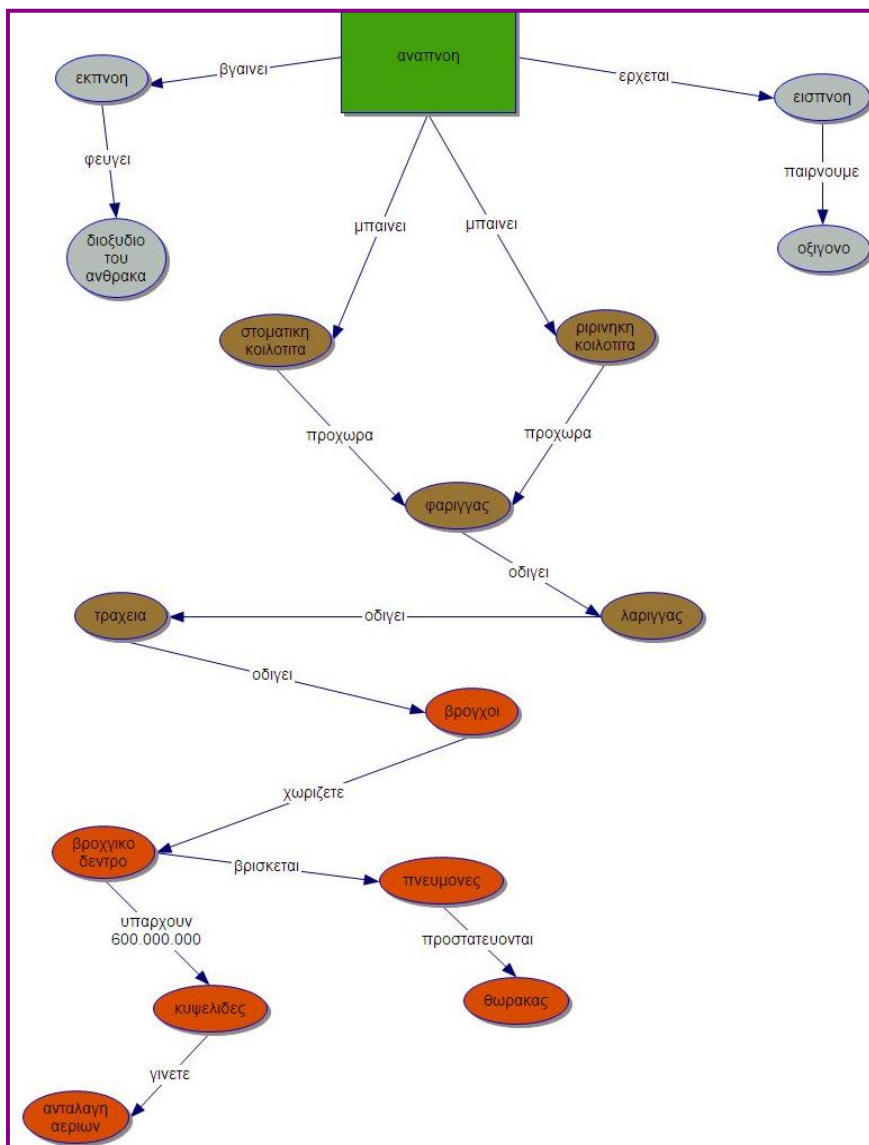 αναπνοη
βγαινει
ερχεται
εκπνοη
εισπνοη
φευγει
παιρνουμε
μπαινει
μπαινει
διοξυδιο
του
ανθρακα
οξιγονο
στοματικη
κοιλοτιτα
ριρινηκη
κοιλοτιτα
προχωρα
προχωρα
φαριγγας
οδιγει
τραχεια
οδιγει
λαριγγας
οδιγει
βρογχοι
χωριζετε
βροχγικο
δεντρο
βρισκεται
πνευμονες
υπαρχουν
600.000.000
προστατευονται
κυψελιδες
θωρακας
γινετε
ανταλαγη
αεριων